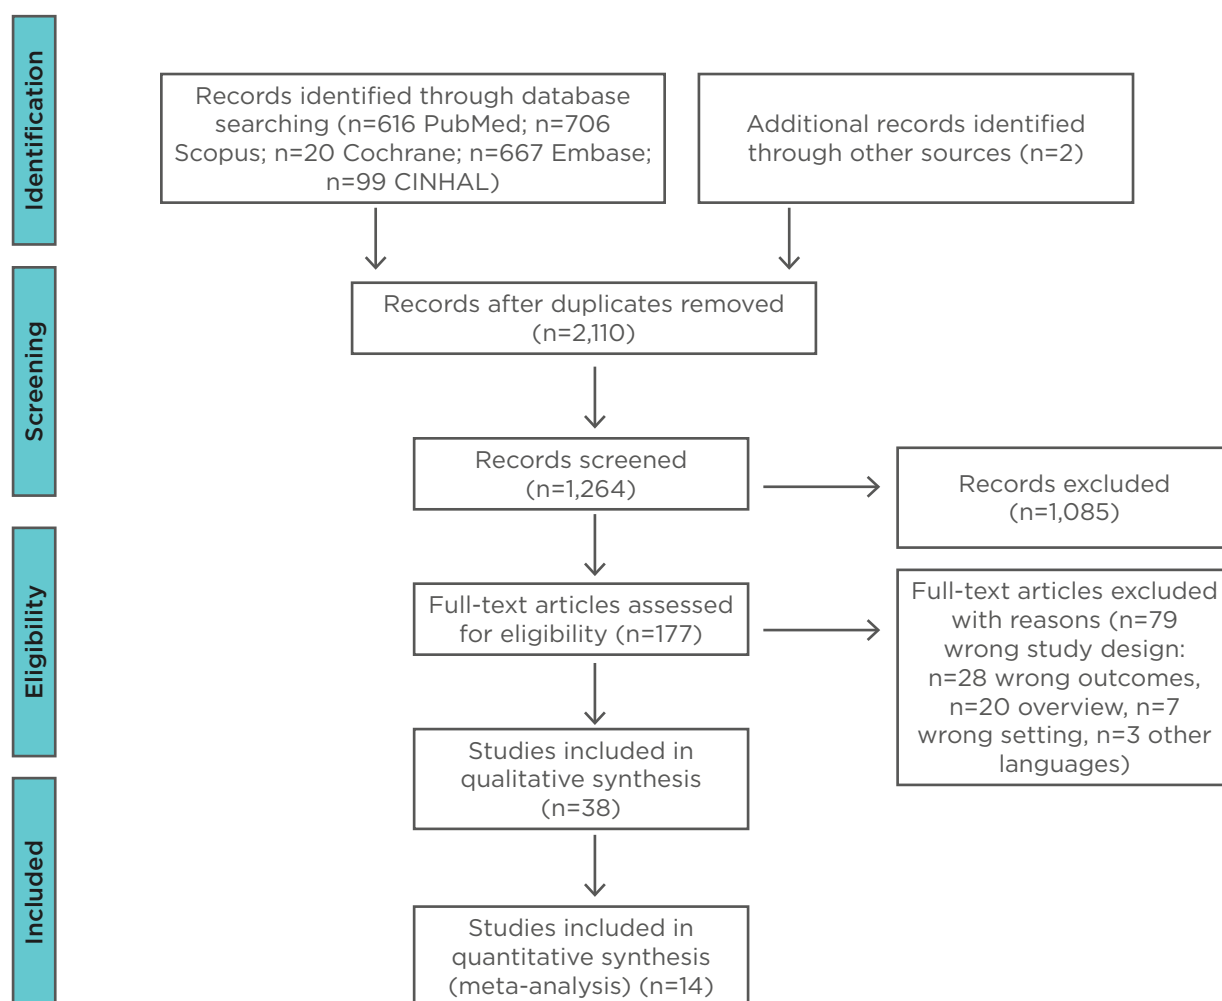 Identification
Records identified through database
searching (n=616 PubMed; n=706
Scopus; n=20 Cochrane; n=667 Embase;
n=99 CINHAL)
Additional records identified
through other sources (n=2)
Screening
Records after duplicates removed
(n=2,110)
Records screened
(n=1,264)
Records excluded
(n=1,085)
Eligibility
Full-text articles assessed
for eligibility (n=177)
Full-text articles excluded
with reasons (n=79
wrong study design:
n=28 wrong outcomes,
n=20 overview, n=7
wrong setting, n=3 other
languages)
Studies included in
qualitative synthesis
(n=38)
Included
Studies included in
quantitative synthesis
(meta-analysis) (n=14)